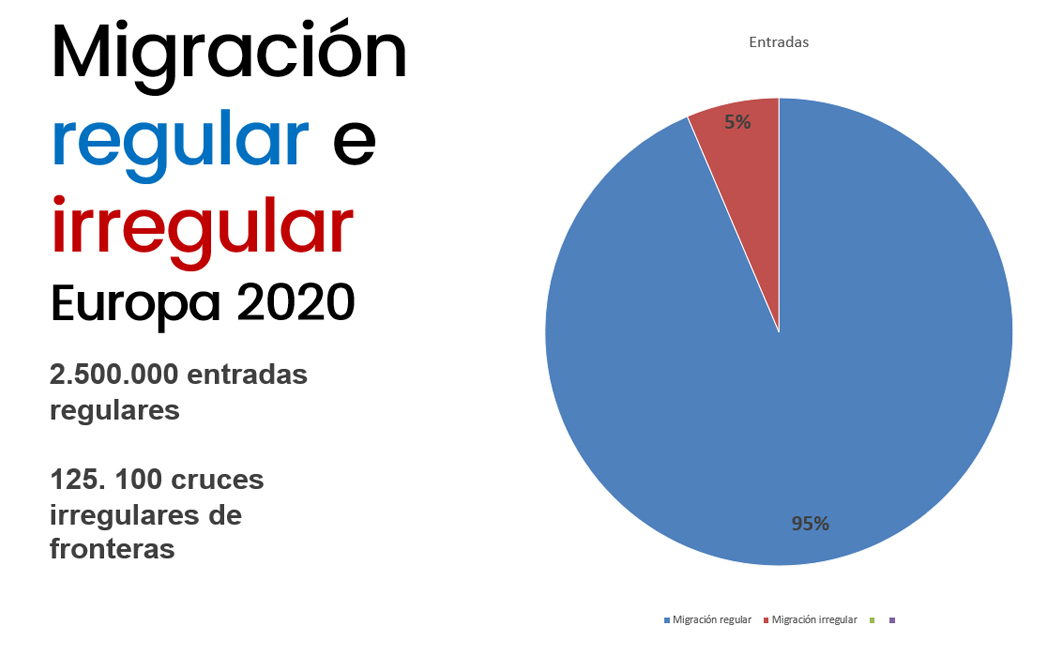 Migración
regular e
irregular
Europa 2020
2.500.000 entradas
regulares
125. 100 cruces
irregulares de
fronteras
Entradas
5%
95%
Migración regular
Migración irregular